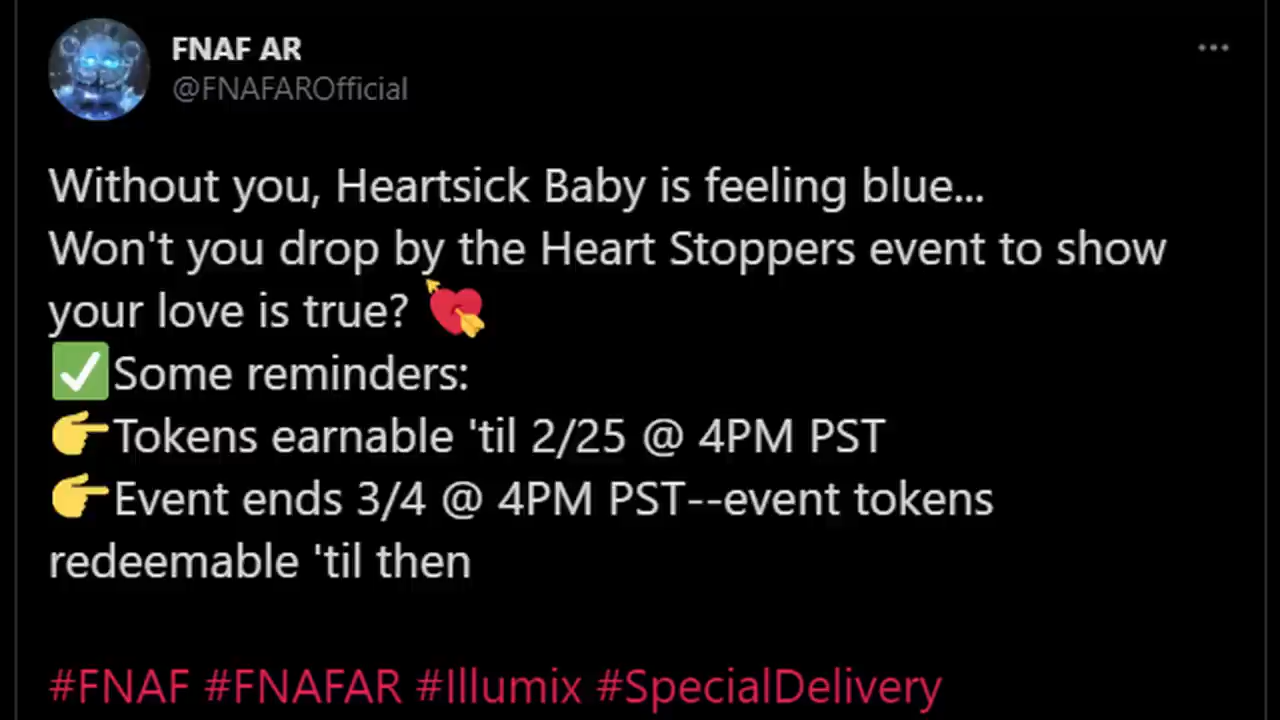 FNAF AR
@FNAFAROfficial
Without you, Heartsick Baby is feeling blue...
Won't you drop by the Heart Stoppers event to show
your love is true? 💘
✅Some reminders:
👉Tokens earnable 'til 2/25 @ 4PM PST
👉Event ends 3/4 @ 4PM PST--event tokens
redeemable 'til then
#FNAF #FNAFAR #Illumix #SpecialDelivery